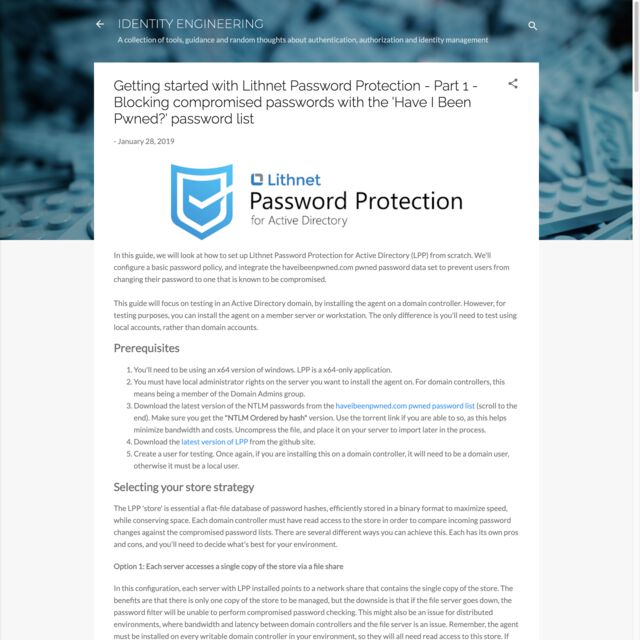 IDENTITY ENGINEERING
A collection of tools, guidance and random thoughts about authentication, authorization and identity management
Getting started with Lithnet Password Protection - Part 1 -
Blocking compromised passwords with the 'Have I Been
Pwned?' password list
- January 28, 2019
Lithnet
Password Protection
for Active Directory
In this guide, we will look at how to set up Lithnet Password Protection for Active Directory (LPP) from scratch. We'll
configure a basic password policy, and integrate the haveibeenpwned.com pwned password data set to prevent users from
changing their password to one that is known to be compromised.
This guide will focus on testing in an Active Directory domain, by installing the agent on a domain controller. However, for
testing purposes, you can install the agent on a member server or workstation. The only difference is you'll need to test using
local accounts, rather than domain accounts.
Prerequisites
1. You'll need to be using an x64 version of windows. LPP is a x64-only application.
2. You must have local administrator rights on the server you want to install the agent on. For domain controllers, this
means being a member of the Domain Admins group.
3. Download the latest version of the NTLM passwords from the haveibeenpwned.com pwned password list (scroll to the
end). Make sure you get the "NTLM Ordered by hash" version. Use the torrent link if you are able to so, as this helps
minimize bandwidth and costs. Uncompress the file, and place it on your server to import later in the process.
4. Download the latest version of LPP from the github site.
5. Create a user for testing. Once again, if you are installing this on a domain controller, it will need to be a domain user,
otherwise it must be a local user.
Selecting your store strategy
The LPP 'store' is essential a flat-file database of password hashes, efficiently stored in a binary format to maximize speed,
while conserving space. Each domain controller must have read access to the store in order to compare incoming password
changes against the compromised password lists. There are several different ways you can achieve this. Each has its own pros
and cons, and you'll need to decide what's best for your environment.
Option 1: Each server accesses a single copy of the store via a file share
In this configuration, each server with LPP installed points to a network share that contains the single copy of the store. The
benefits are that there is only one copy of the store to be managed, but the downside is that if the file server goes down, the
password filter will be unable to perform compromised password checking. This might also be an issue for distributed
environments, where bandwidth and latency between domain controllers and the file server is an issue. Remember, the agent
must be installed on every writable domain controller in your environment, so they will all need read access to this store. If